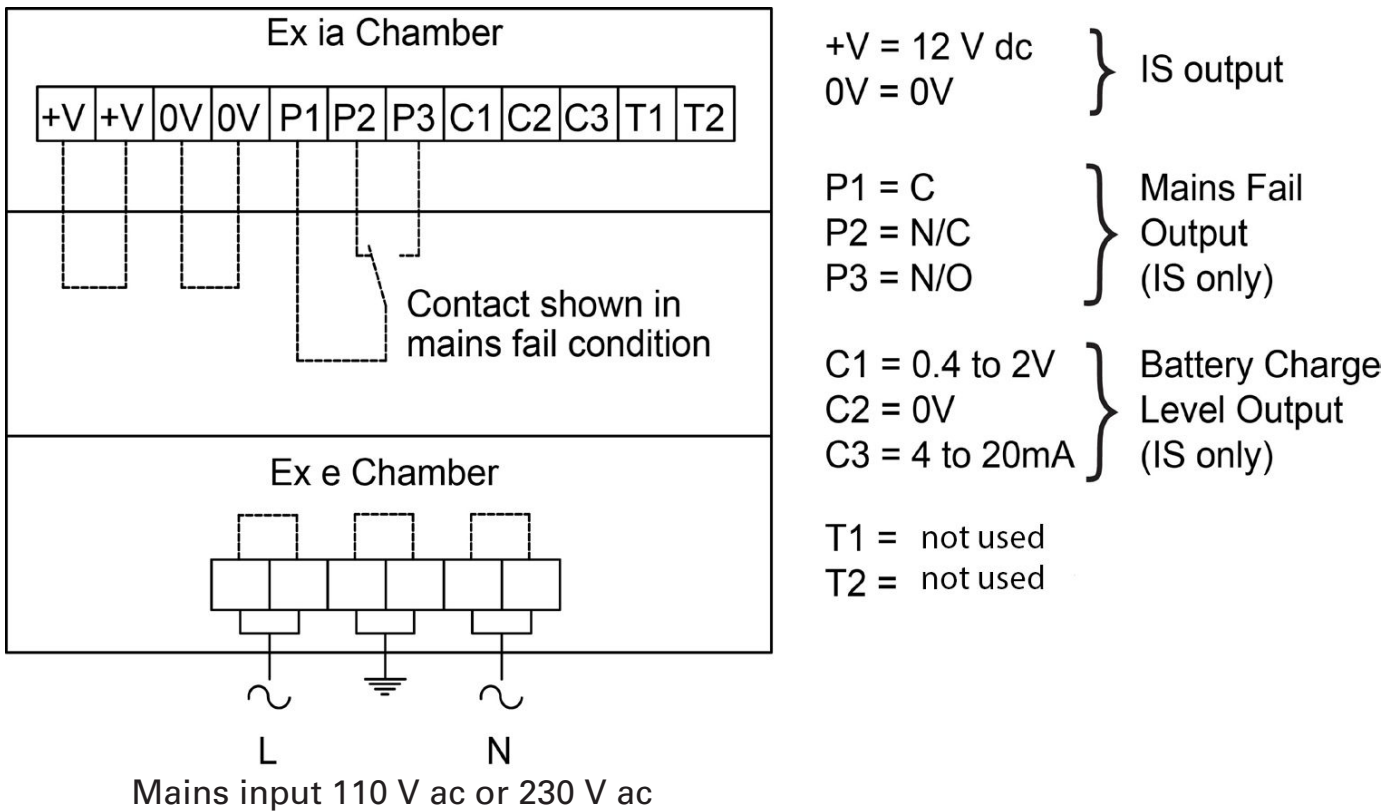 Ex ia Chamber
+V +V 0V 0V P1 P2 P3 C1 C2 C3 T1 T2
Contact shown in
mains fail condition
Ex e Chamber
L N
Mains input 110 V ac or 230 V ac
+V = 12 V dc
0V = 0V
IS output
P1 = C
P2 = N/C
P3 = N/O
Mains Fail
Output
(IS only)
C1 = 0.4 to 2V
C2 = 0V
C3 = 4 to 20mA
Battery Charge
Level Output
(IS only)
T1 = not used
T2 = not used